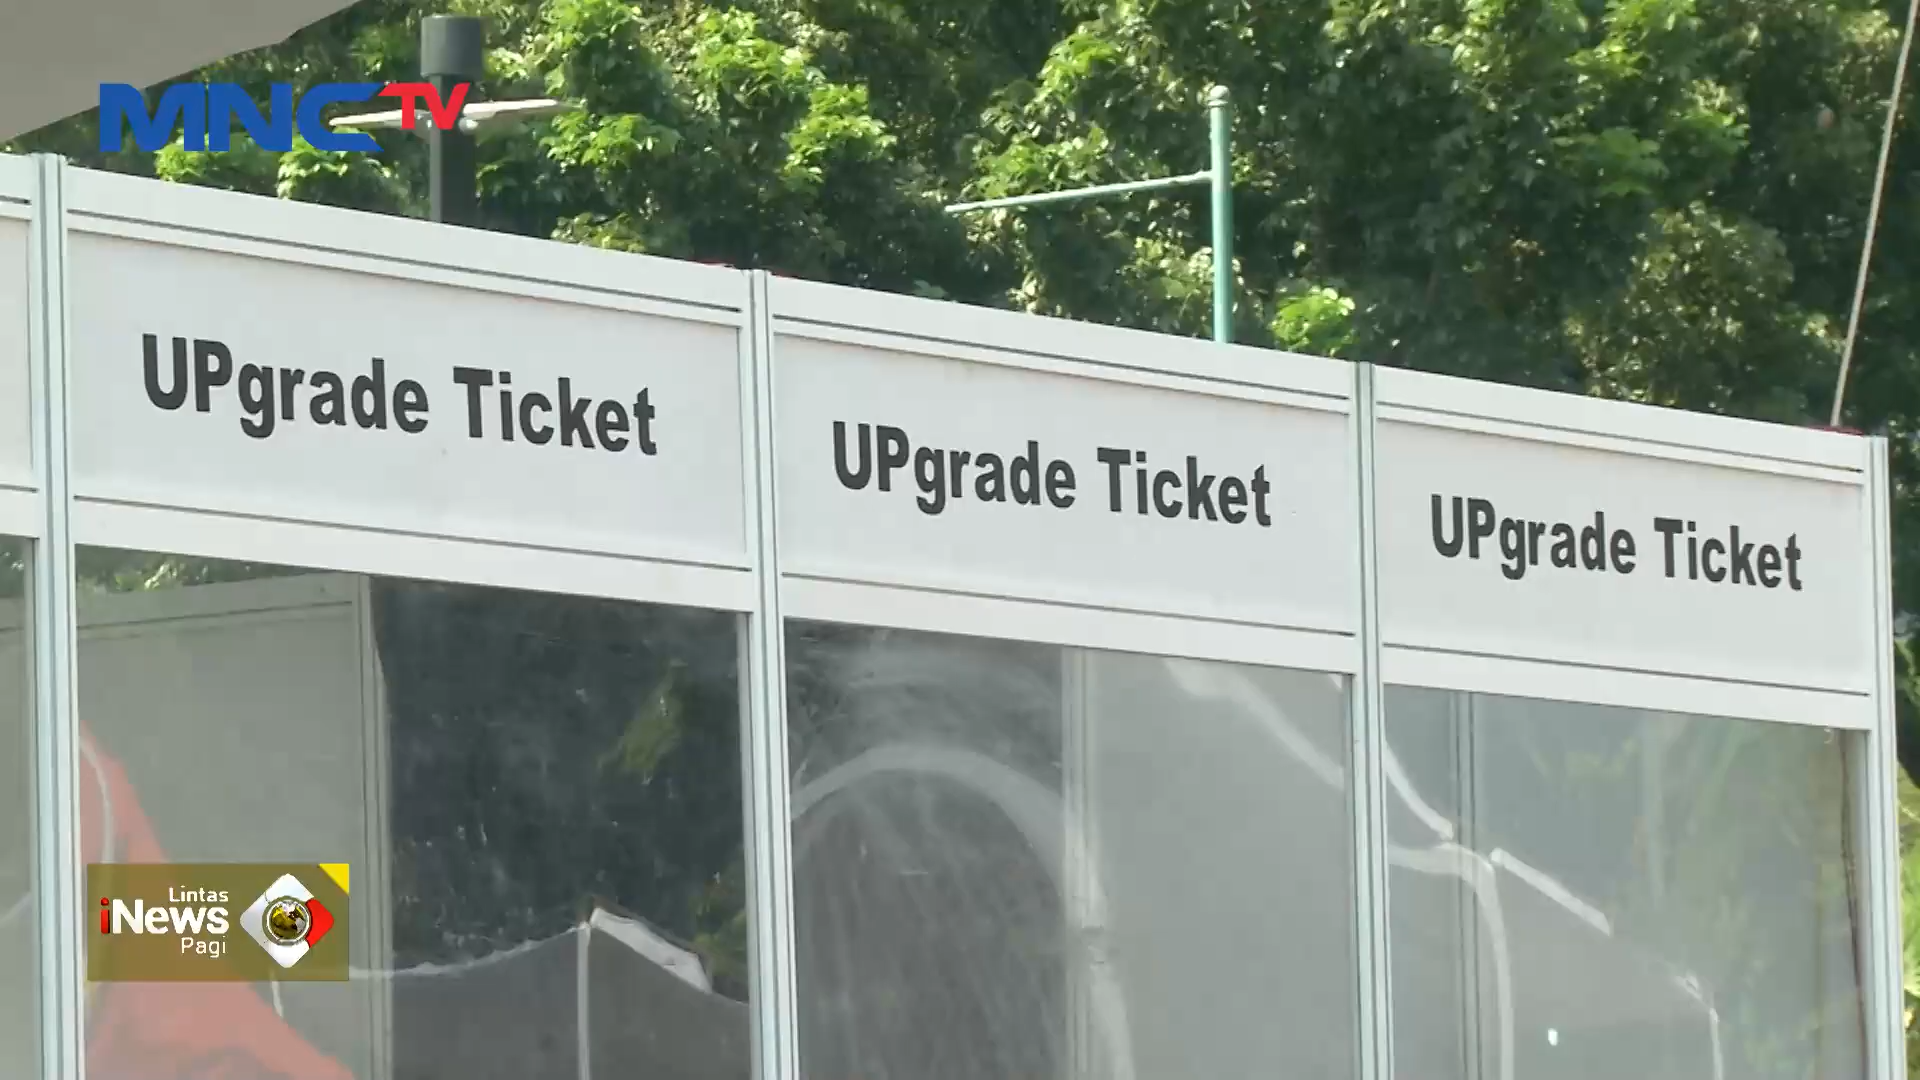 MNCTV
UPgrade Ticket
UPgrade Ticket
UPgrade Ticket
Lintas
iNews
Pagi